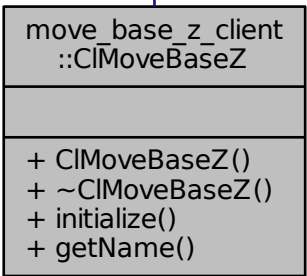 move_base_z_client
::ClMoveBaseZ
+ ClMoveBaseZ()
+ ~ClMoveBaseZ()
+ initialize()
+ getName()